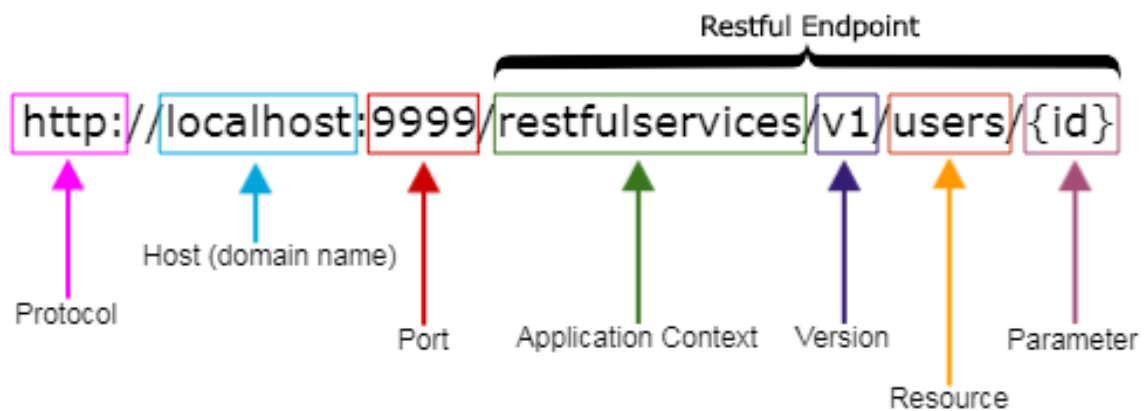 Restful Endpoint
http://localhost:9999/restfulservices/v1/users/{id}
Host (domain name)
Protocol
Port
Application Context
Version
Parameter
Resource